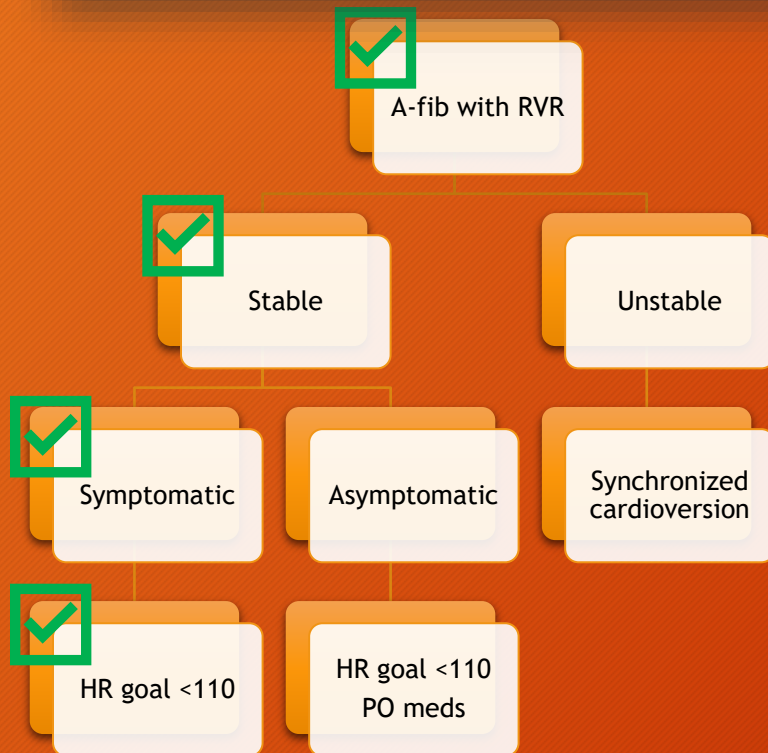 A-fib with RVR
Stable
Unstable
Symptomatic
Asymptomatic
Synchronized
cardioversion
HR goal <110
HR goal <110
PO meds